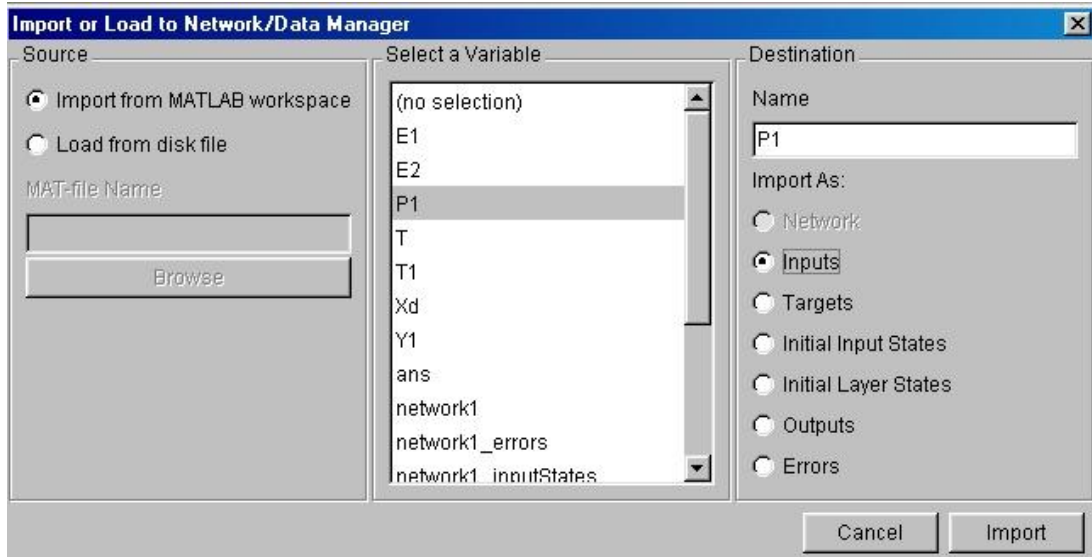 Import or Load to Network/Data Manager
Source
Import from MATLAB workspace
Load from disk file
MAT-file Name
Browse
Select a Variable
(no selection)
E1
E2
P1
T
T1
Xd
Y1
ans
network1
network1_errors
network1_inputStates
Destination
Name
P1
Import As:
Network
Inputs
Targets
Initial Input States
Initial Layer States
Outputs
Errors
Cancel
Import